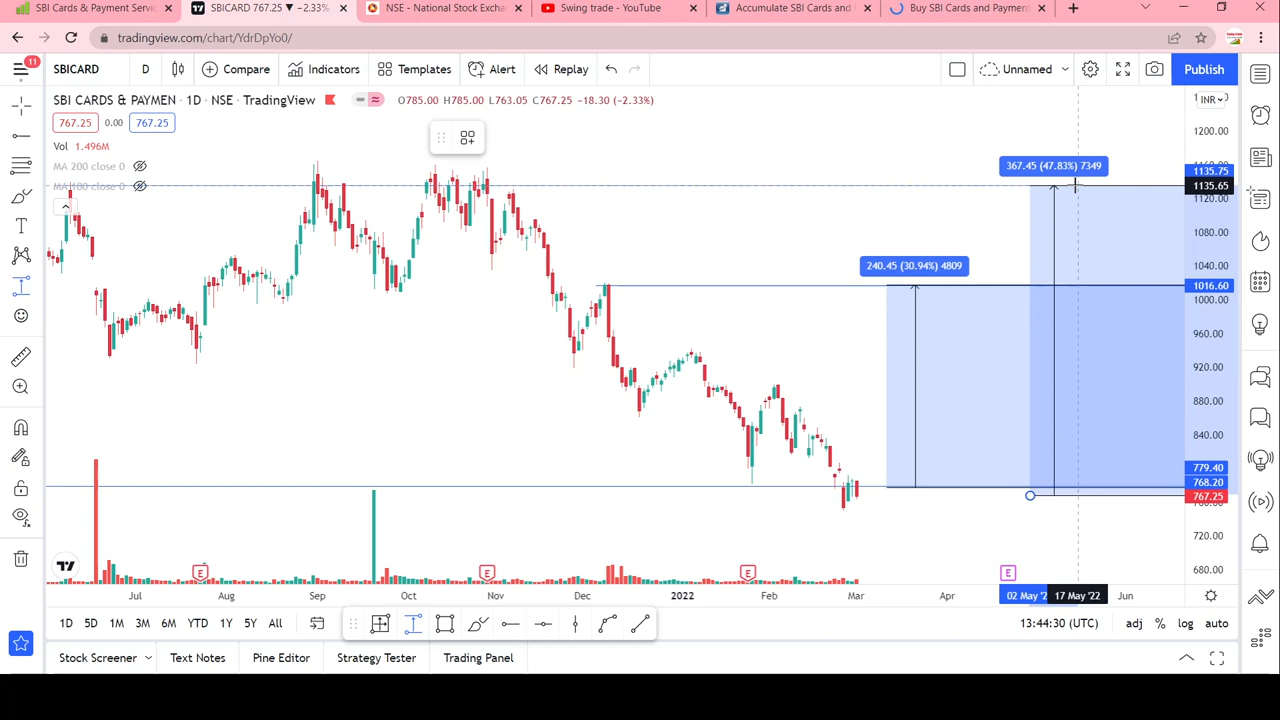 SBI Cards & Payment Servic
SBICARD 767.25 ▼ −2.33%
NSE - National Stock Exchan
Swing trade - YouTube
Accumulate SBI Cards and
Buy SBI Cards and Payment
tradingview.com/chart/YdrDpYo0/
11
SBICARD
D
Compare
Indicators
Templates
Alert
Replay
Unnamed
Publish
SBI CARDS & PAYMEN · 1D · NSE · TradingView
O785.00 H785.00 L763.05 C767.25 −18.30 (−2.33%)
INR
767.25 0.00 767.25
Vol 1.496M
MA 200 close 0
MA 100 close 0
367.45 (47.83%) 7349
240.45 (30.94%) 4809
1200.00
1135.75
1135.65
1120.00
1080.00
1040.00
1016.60
1000.00
960.00
920.00
880.00
840.00
779.40
768.20
767.25
720.00
680.00
E
E
E
E
Jul
Aug
Sep
Oct
Nov
Dec
2022
Feb
Mar
Apr
02 May '2
17 May '22
Jun
1D 5D 1M 3M 6M YTD 1Y 5Y All
13:44:30 (UTC)
adj % log auto
Stock Screener
Text Notes
Pine Editor
Strategy Tester
Trading Panel